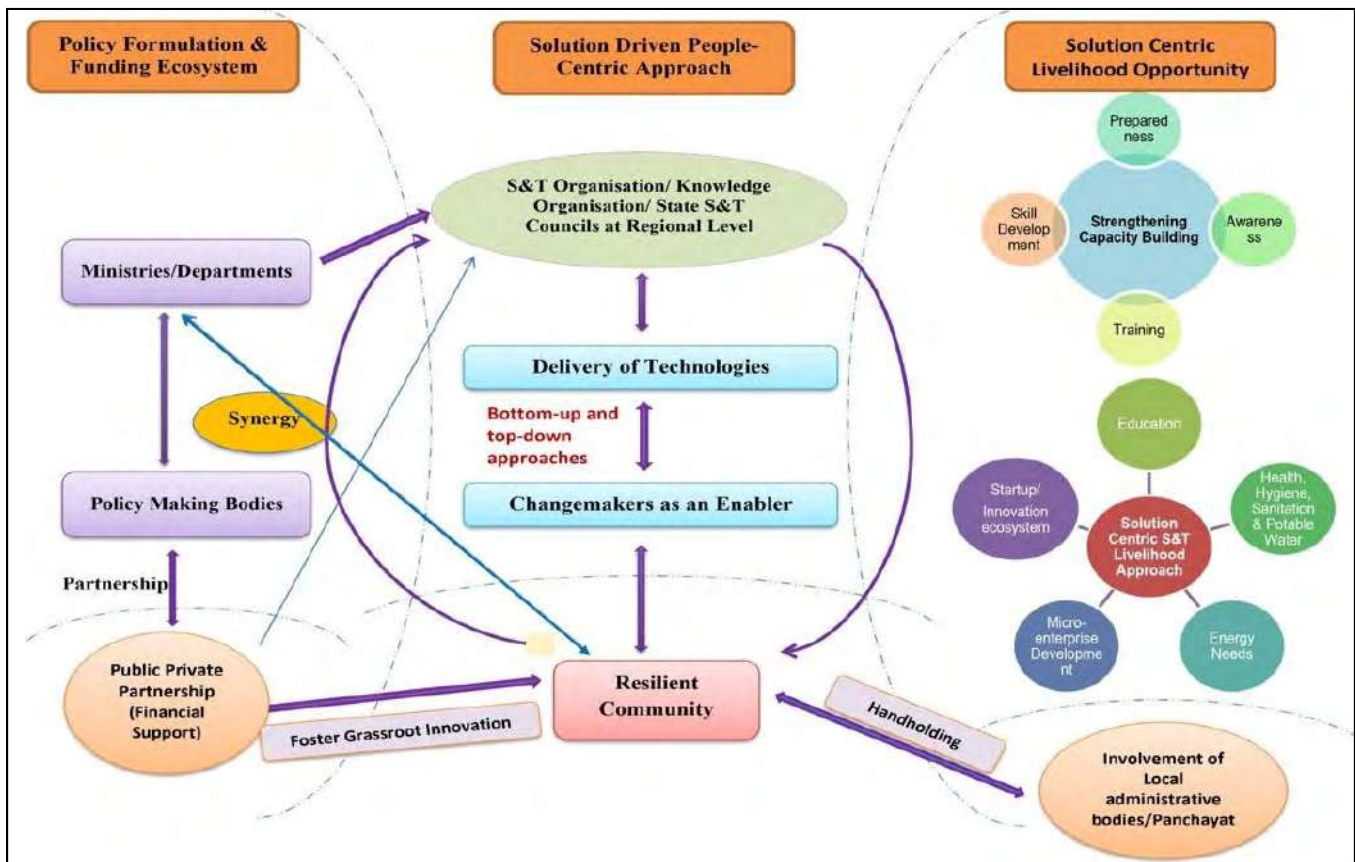 Policy Formulation &
Funding Ecosystem
Solution Driven People-
Centric Approach
Solution Centric
Livelihood Opportunity
Prepared
ness
Skill
Develop
ment
Strengthening
Capacity Building
Awarene
ss
Training
S&T Organisation/ Knowledge
Organisation/ State S&T
Councils at Regional Level
Ministries/Departments
Delivery of Technologies
Synergy
Bottom-up and
top-down
approaches
Policy Making Bodies
Changemakers as an Enabler
Partnership
Public Private
Partnership
(Financial
Support)
Foster Grassroot Innovation
Resilient
Community
Handholding
Education
Startup/
Innovation
ecosystem
Health,
Hygiene,
Sanitation
& Potable
Water
Solution
Centric S&T
Livelihood
Approach
Micro-
enterprise
Developme
nt
Energy
Needs
Involvement of
Local
administrative
bodies/Panchayat